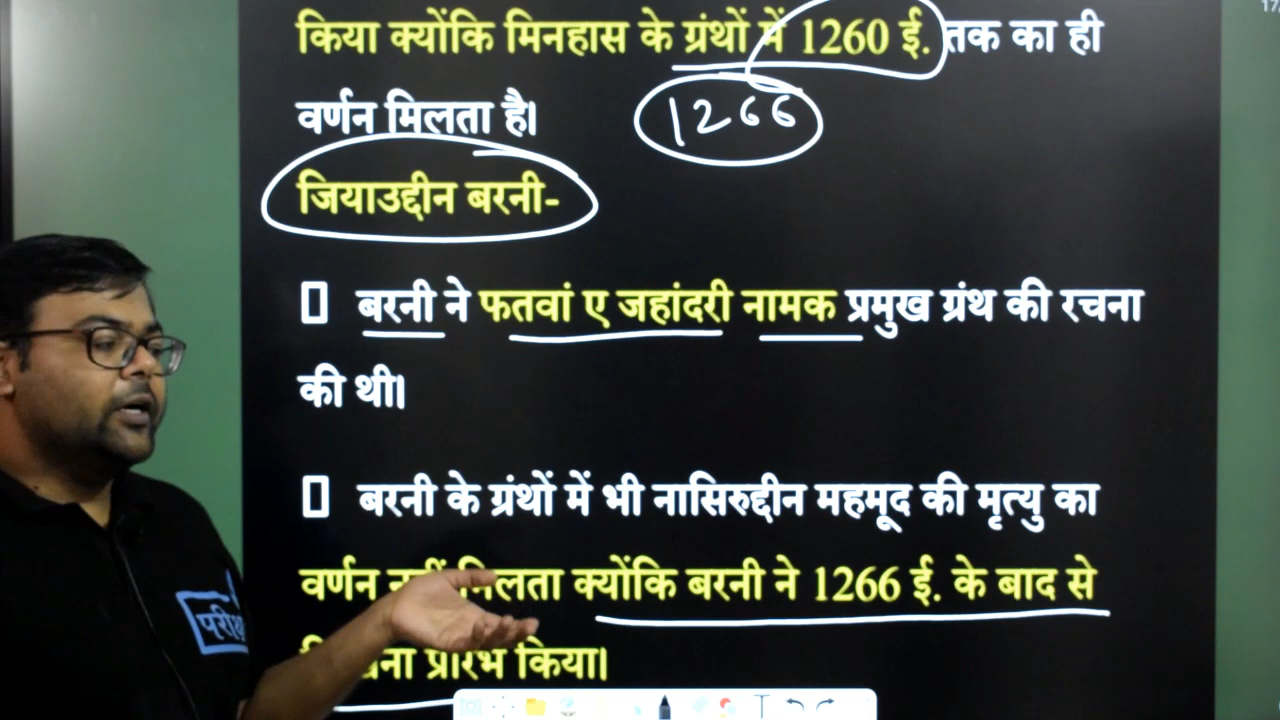 किया क्योंकि मिनहास के ग्रंथों में 1260 ई. तक का ही
वर्णन मिलता है।
1266
जियाउद्दीन बरनी-
बरनी ने फतवां ए जहांदरी नामक प्रमुख ग्रंथ की रचना
की थी।
बरनी के ग्रंथों में भी नासिरुद्दीन महमूद की मृत्यु का
वर्णन मिलता क्योंकि बरनी ने 1266 ई. के बाद से
प्रारंभ किया।